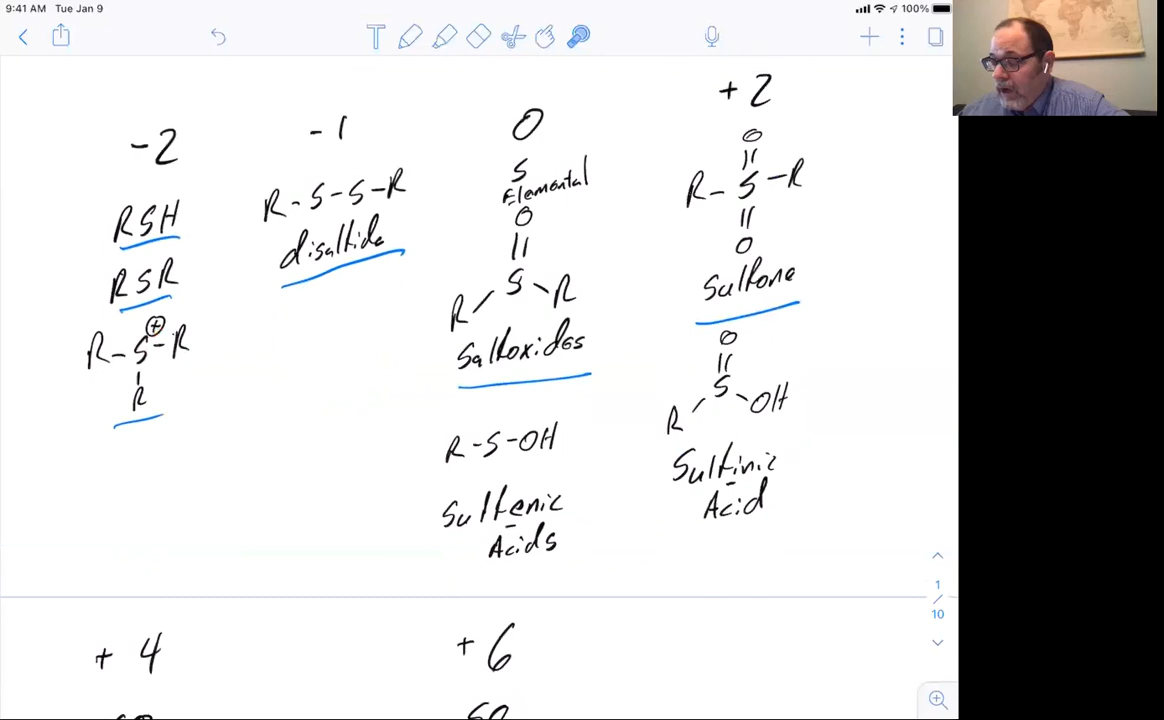 9:41 AM Tue Jan 9
100%
-2
RSH
RSR
R-S-R
+
R
-1
R-S-S-R
disulfide
0
S
Elemental
O
R S R
Sulfoxides
R-S-OH
Sulfenic
Acids
+2
O
R-S-R
O
Sulfone
O
R S OH
Sulfinic
Acid
1
10
+4
+6